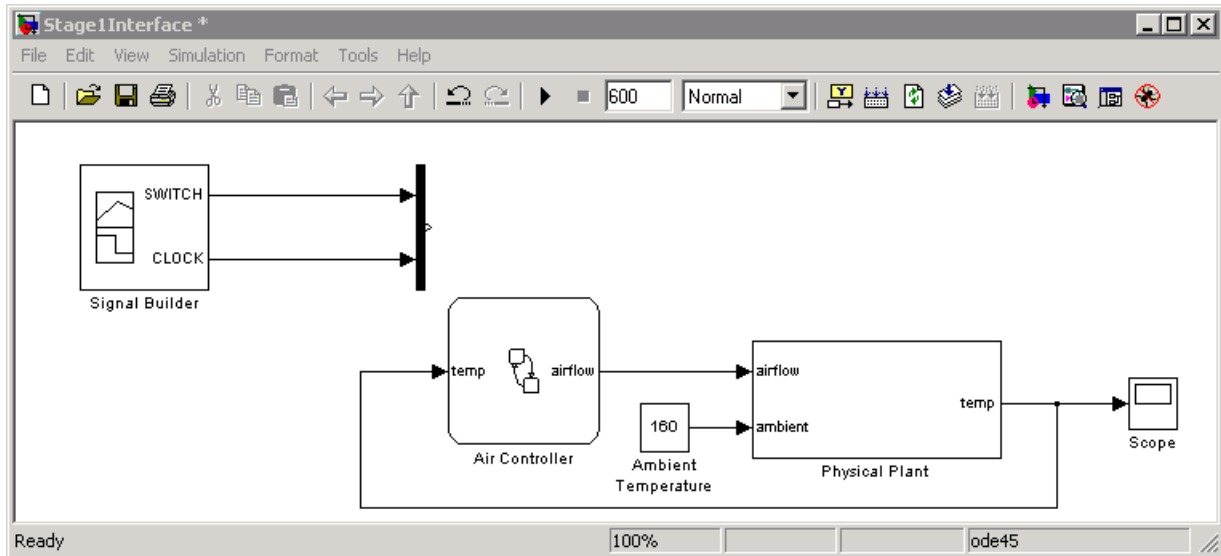 Stage1Interface *
File Edit View Simulation Format Tools Help
600 Normal
SWITCH
CLOCK
Signal Builder
temp airflow
Air Controller
160
Ambient
Temperature
airflow
ambient
temp
Physical Plant
Scope
Ready 100% ode45